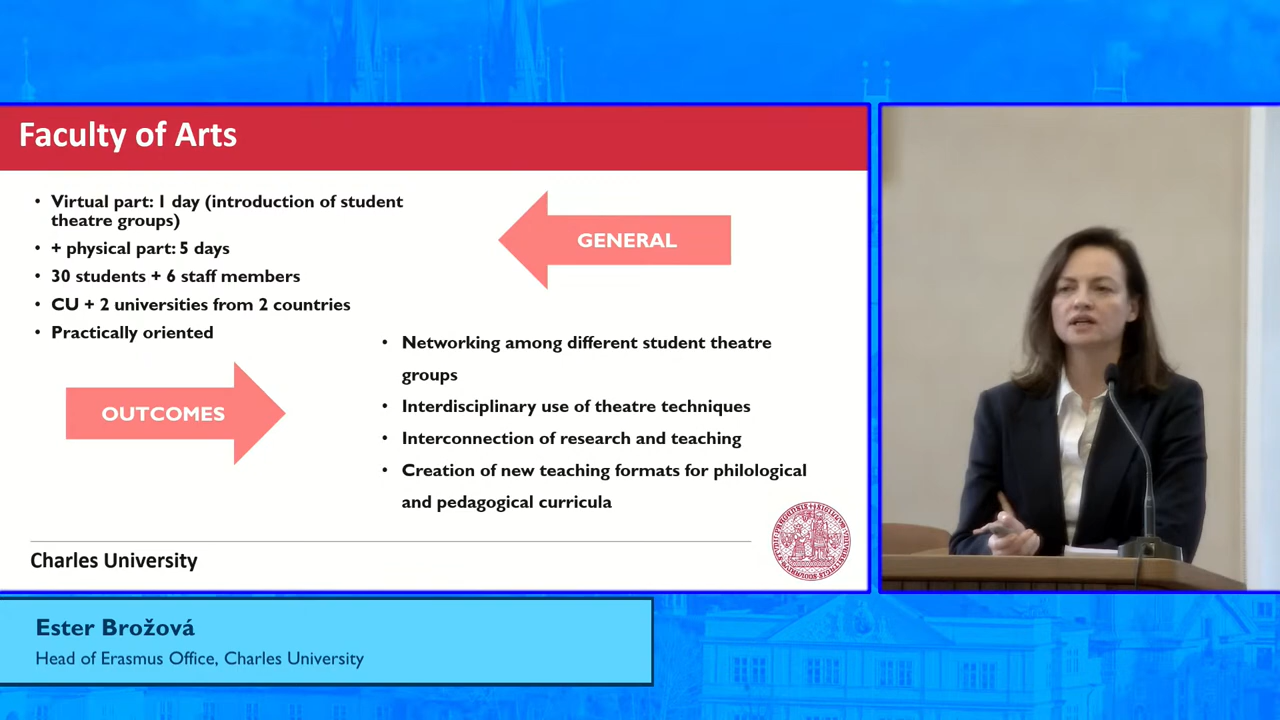 Faculty of Arts
• Virtual part: 1 day (introduction of student
theatre groups)
• + physical part: 5 days
• 30 students + 6 staff members
• CU + 2 universities from 2 countries
• Practically oriented
GENERAL
OUTCOMES
• Networking among different student theatre
groups
• Interdisciplinary use of theatre techniques
• Interconnection of research and teaching
• Creation of new teaching formats for philological
and pedagogical curricula
Charles University
Ester Brožová
Head of Erasmus Office, Charles University